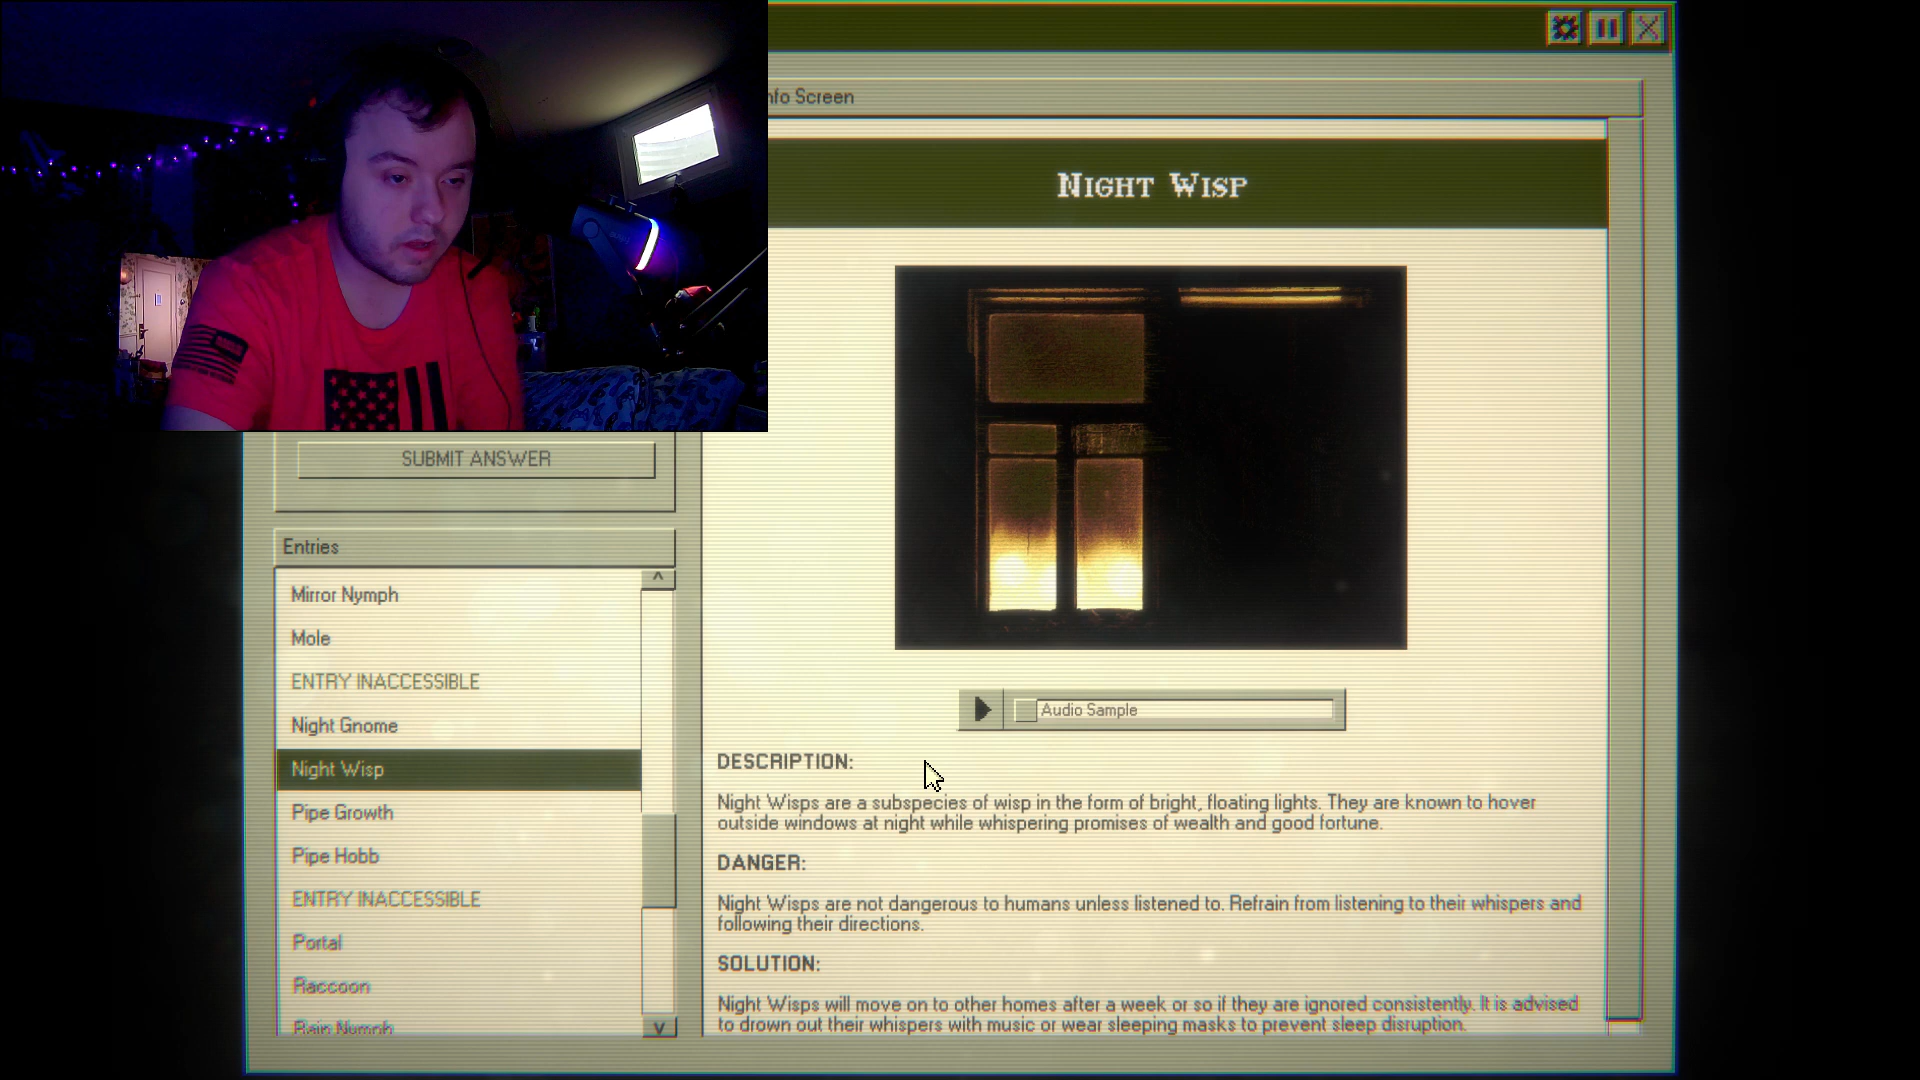 nfo Screen
Night Wisp
SUBMIT ANSWER
Entries
Mirror Nymph
Mole
ENTRY INACCESSIBLE
Night Gnome
Night Wisp
Pipe Growth
Pipe Hobb
ENTRY INACCESSIBLE
Portal
Raccoon
Rain Nymph
Audio Sample
DESCRIPTION:
Night Wisps are a subspecies of wisp in the form of bright, floating lights. They are known to hover
outside windows at night while whispering promises of wealth and good fortune.
DANGER:
Night Wisps are not dangerous to humans unless listened to. Refrain from listening to their whispers and
following their directions.
SOLUTION:
Night Wisps will move on to other homes after a week or so if they are ignored consistently. It is advised
to drown out their whispers with music or wear sleeping masks to prevent sleep disruption.